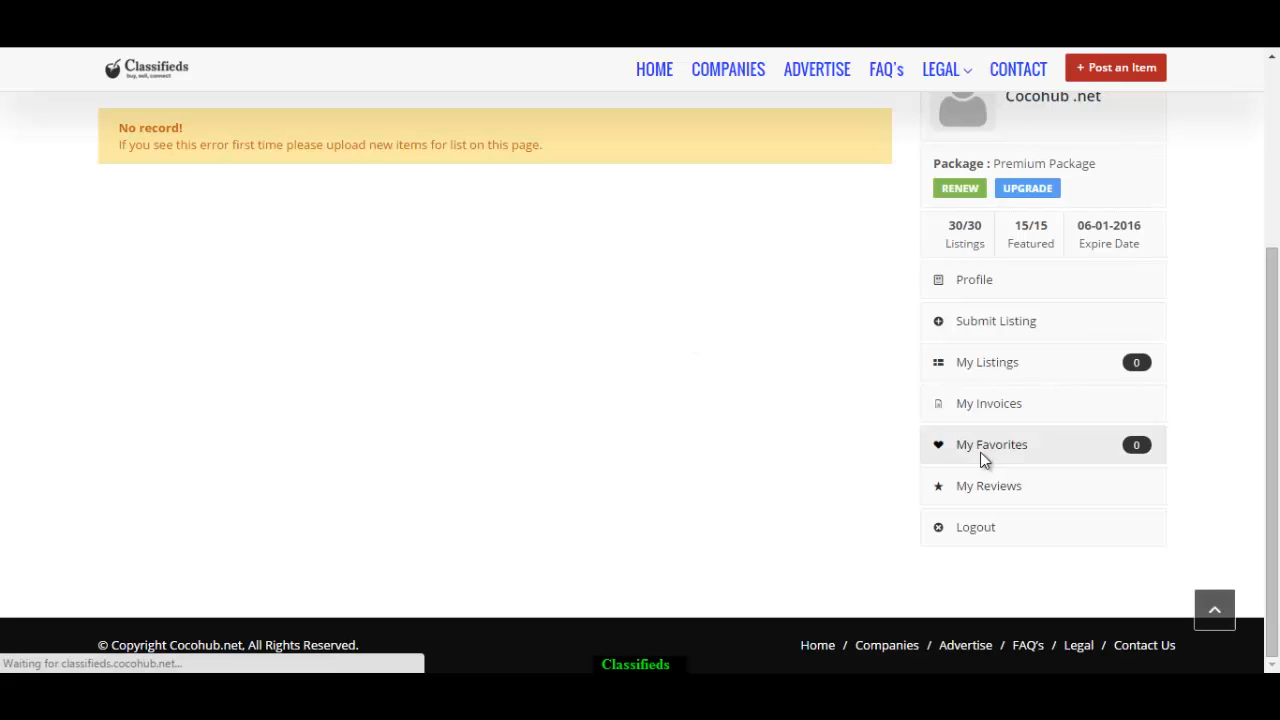 Classifieds
buy, sell, connect
HOME COMPANIES ADVERTISE FAQ's LEGAL CONTACT + Post an Item
Cocohub .net
No record!
If you see this error first time please upload new items for list on this page.
Package : Premium Package
RENEW UPGRADE
30/30 15/15 06-01-2016
Listings Featured Expire Date
Profile
Submit Listing
My Listings 0
My Invoices
My Favorites 0
My Reviews
Logout
© Copyright Cocohub.net, All Rights Reserved. Home / Companies / Advertise / FAQ's / Legal / Contact Us
Waiting for classifieds.cocohub.net...
Classifieds